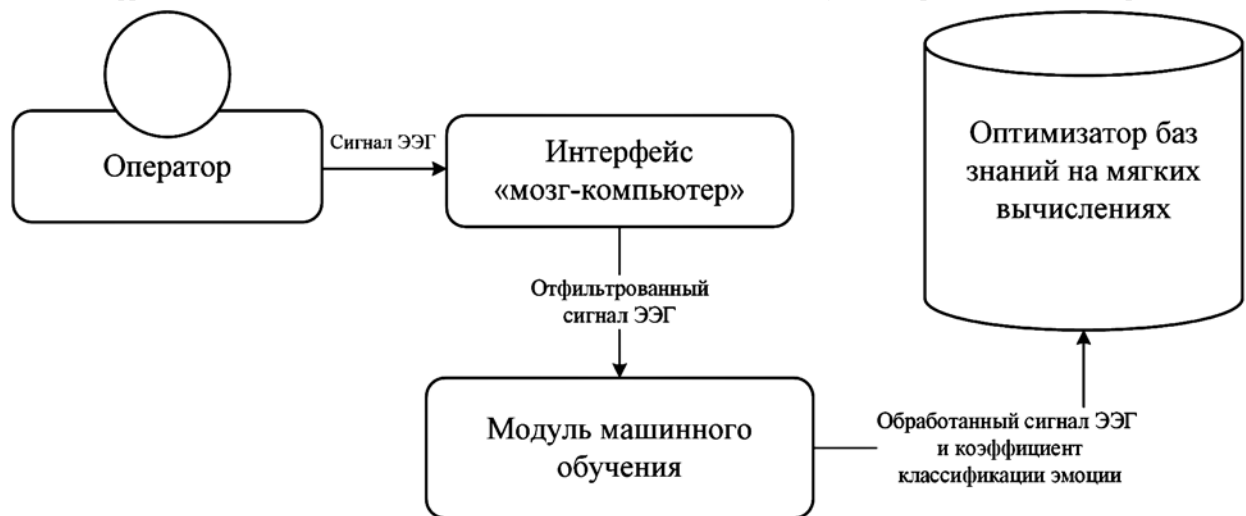 Оператор
Сигнал ЭЭГ
Интерфейс
«мозг-компьютер»
Оптимизатор баз
знаний на мягких
вычислениях
Отфильтрованный
сигнал ЭЭГ
Модуль машинного
обучения
Обработанный сигнал ЭЭГ
и коэффициент
классификации эмоции